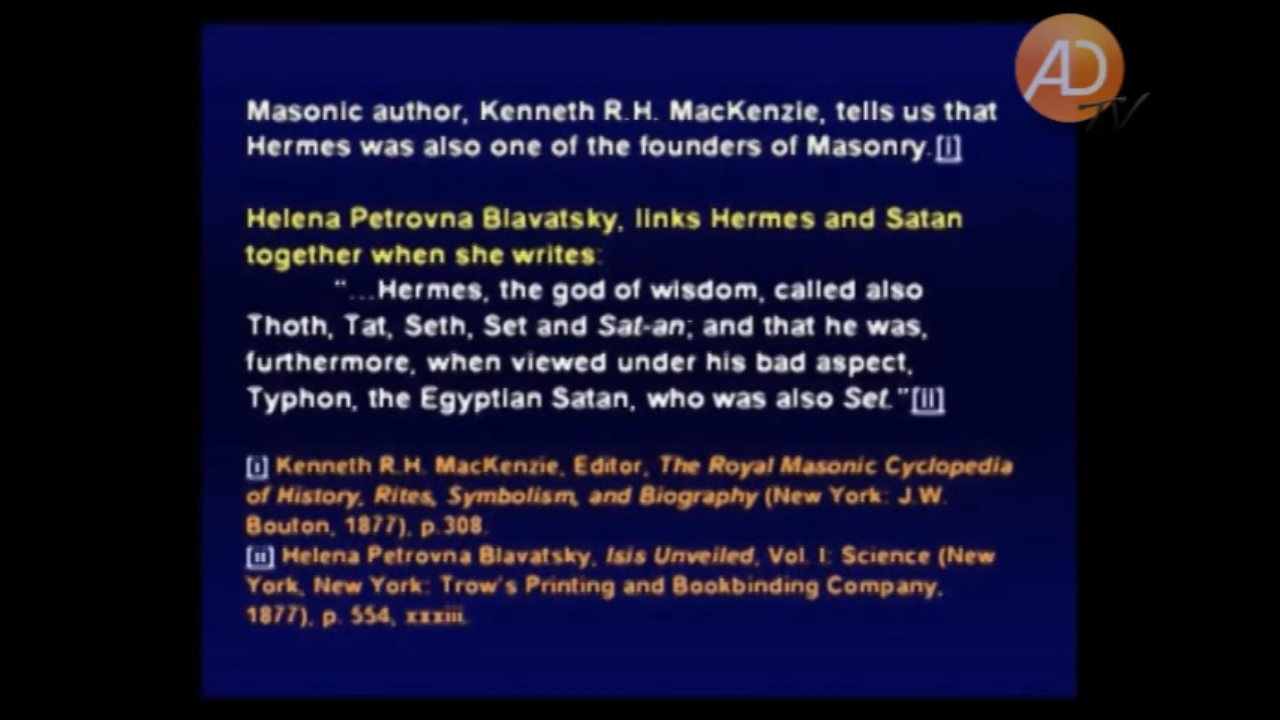 AD
TV
Masonic author, Kenneth R.H. MacKenzie, tells us that
Hermes was also one of the founders of Masonry.[i]
Helena Petrovna Blavatsky, links Hermes and Satan
together when she writes:
"...Hermes, the god of wisdom, called also
Thoth, Tat, Seth, Set and Sat-an; and that he was,
furthermore, when viewed under his bad aspect,
Typhon, the Egyptian Satan, who was also Set."[ii]
[i] Kenneth R.H. MacKenzie, Editor, The Royal Masonic Cyclopedia
of History, Rites, Symbolism, and Biography (New York: J.W.
Bouton, 1877), p.308.
[ii] Helena Petrovna Blavatsky, Isis Unveiled, Vol. I: Science (New
York, New York: Trow's Printing and Bookbinding Company,
1877), p. 554, xxxiii.